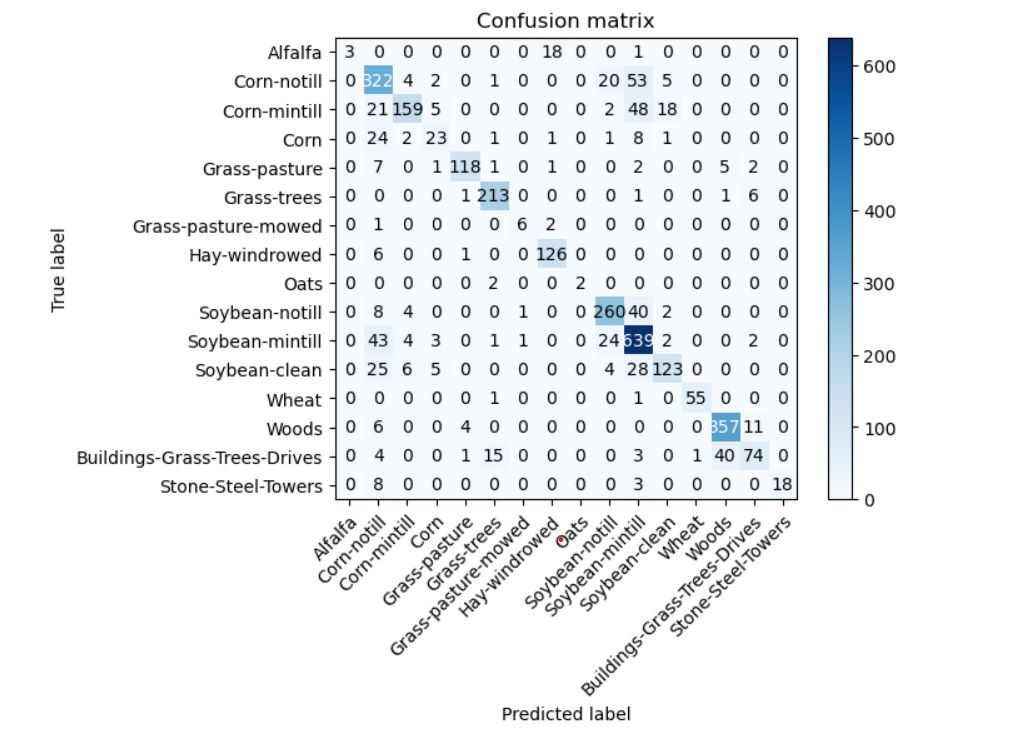 Confusion matrix
True label
Alfalfa 3 0 0 0 0 0 0 18 0 0 1 0 0 0 0 0
Corn-notill 0 322 4 2 0 1 0 0 0 20 53 5 0 0 0 0
Corn-mintill 0 21 159 5 0 0 0 0 0 2 48 18 0 0 0 0
Corn 0 24 2 23 0 1 0 1 0 1 8 1 0 0 0 0
Grass-pasture 0 7 0 1 118 1 0 1 0 0 2 0 0 5 2 0
Grass-trees 0 0 0 0 1 213 0 0 0 0 1 0 0 1 6 0
Grass-pasture-mowed 0 1 0 0 0 0 6 2 0 0 0 0 0 0 0 0
Hay-windrowed 0 6 0 0 1 0 0 126 0 0 0 0 0 0 0 0
Oats 0 0 0 0 0 2 0 0 2 0 0 0 0 0 0 0
Soybean-notill 0 8 4 0 0 0 1 0 0 260 40 2 0 0 0 0
Soybean-mintill 0 43 4 3 0 1 1 0 0 24 639 2 0 0 2 0
Soybean-clean 0 25 6 5 0 0 0 0 0 4 28 123 0 0 0 0
Wheat 0 0 0 0 0 1 0 0 0 0 1 0 55 0 0 0
Woods 0 6 0 0 4 0 0 0 0 0 0 0 0 357 11 0
Buildings-Grass-Trees-Drives 0 4 0 0 1 15 0 0 0 0 3 0 1 40 74 0
Stone-Steel-Towers 0 8 0 0 0 0 0 0 0 0 3 0 0 0 0 18
Alfalfa
Corn-notill
Corn-mintill
Corn
Grass-pasture
Grass-trees
Grass-pasture-mowed
Hay-windrowed
Oats
Soybean-notill
Soybean-mintill
Soybean-clean
Wheat
Woods
Buildings-Grass-Trees-Drives
Stone-Steel-Towers
Predicted label
600
500
400
300
200
100
0